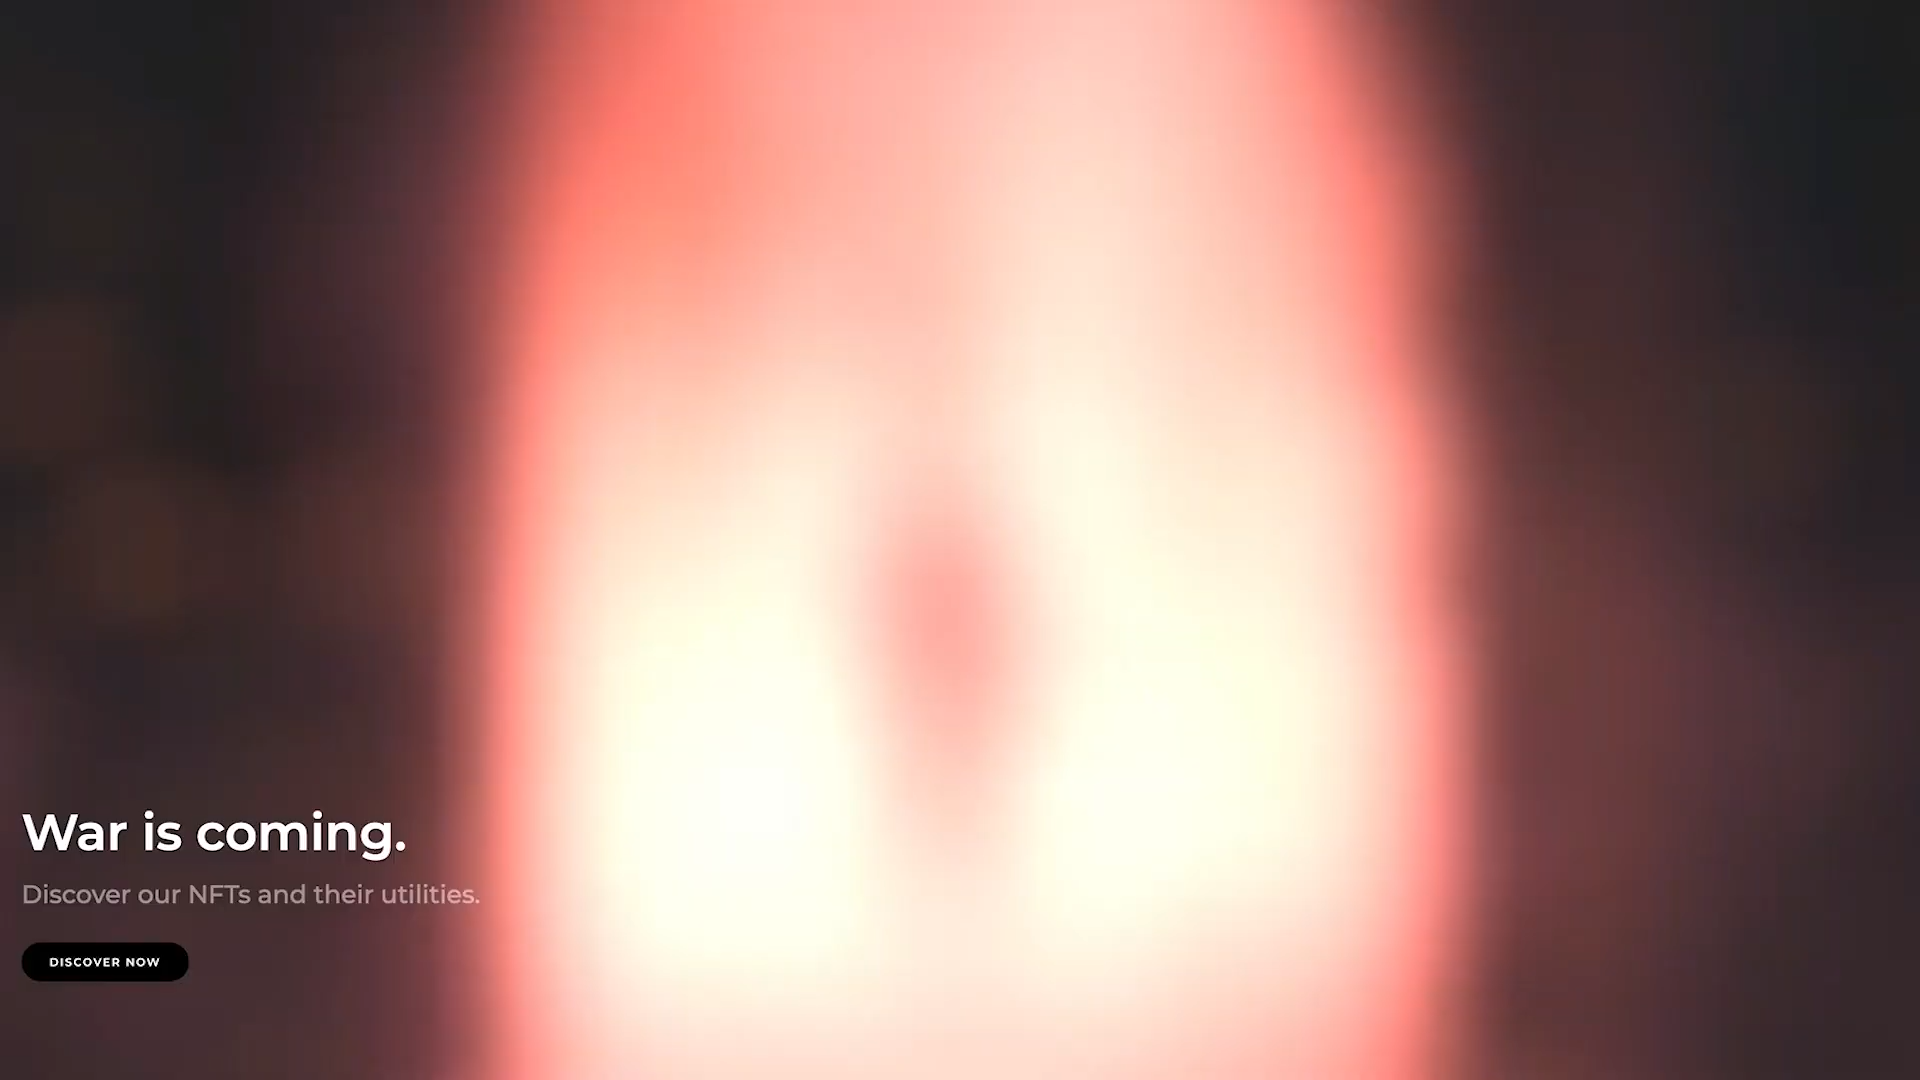 War is coming.
Discover our NFTs and their utilities.
DISCOVER NOW